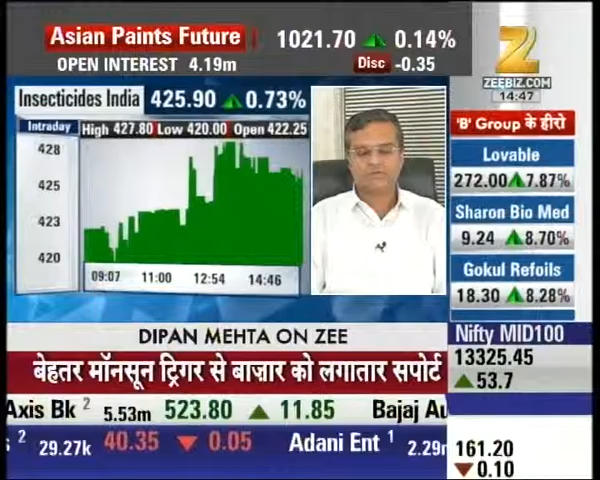 Asian Paints Future 1021.70 ▲ 0.14%
OPEN INTEREST 4.19m Disc -0.35
Z
ZEEBIZ.COM
14:47
Insecticides India 425.90 ▲ 0.73%
Intraday High 427.80 Low 420.00 Open 422.25
428
425
423
420
09:07 11:00 12:54 14:46
'B' Group के हीरो
Lovable
272.00 ▲ 7.87%
Sharon Bio Med
9.24 ▲ 8.70%
Gokul Refoils
18.30 ▲ 8.28%
DIPAN MEHTA ON ZEE
बेहतर मॉनसून ट्रिगर से बाज़ार को लगातार सपोर्ट
Nifty MID100
13325.45
▲ 53.7
Axis Bk 2 5.53m 523.80 ▲ 11.85 Bajaj Au
s 2 29.27k 40.35 ▼ 0.05 Adani Ent 1 2.29m
161.20
▼ 0.10